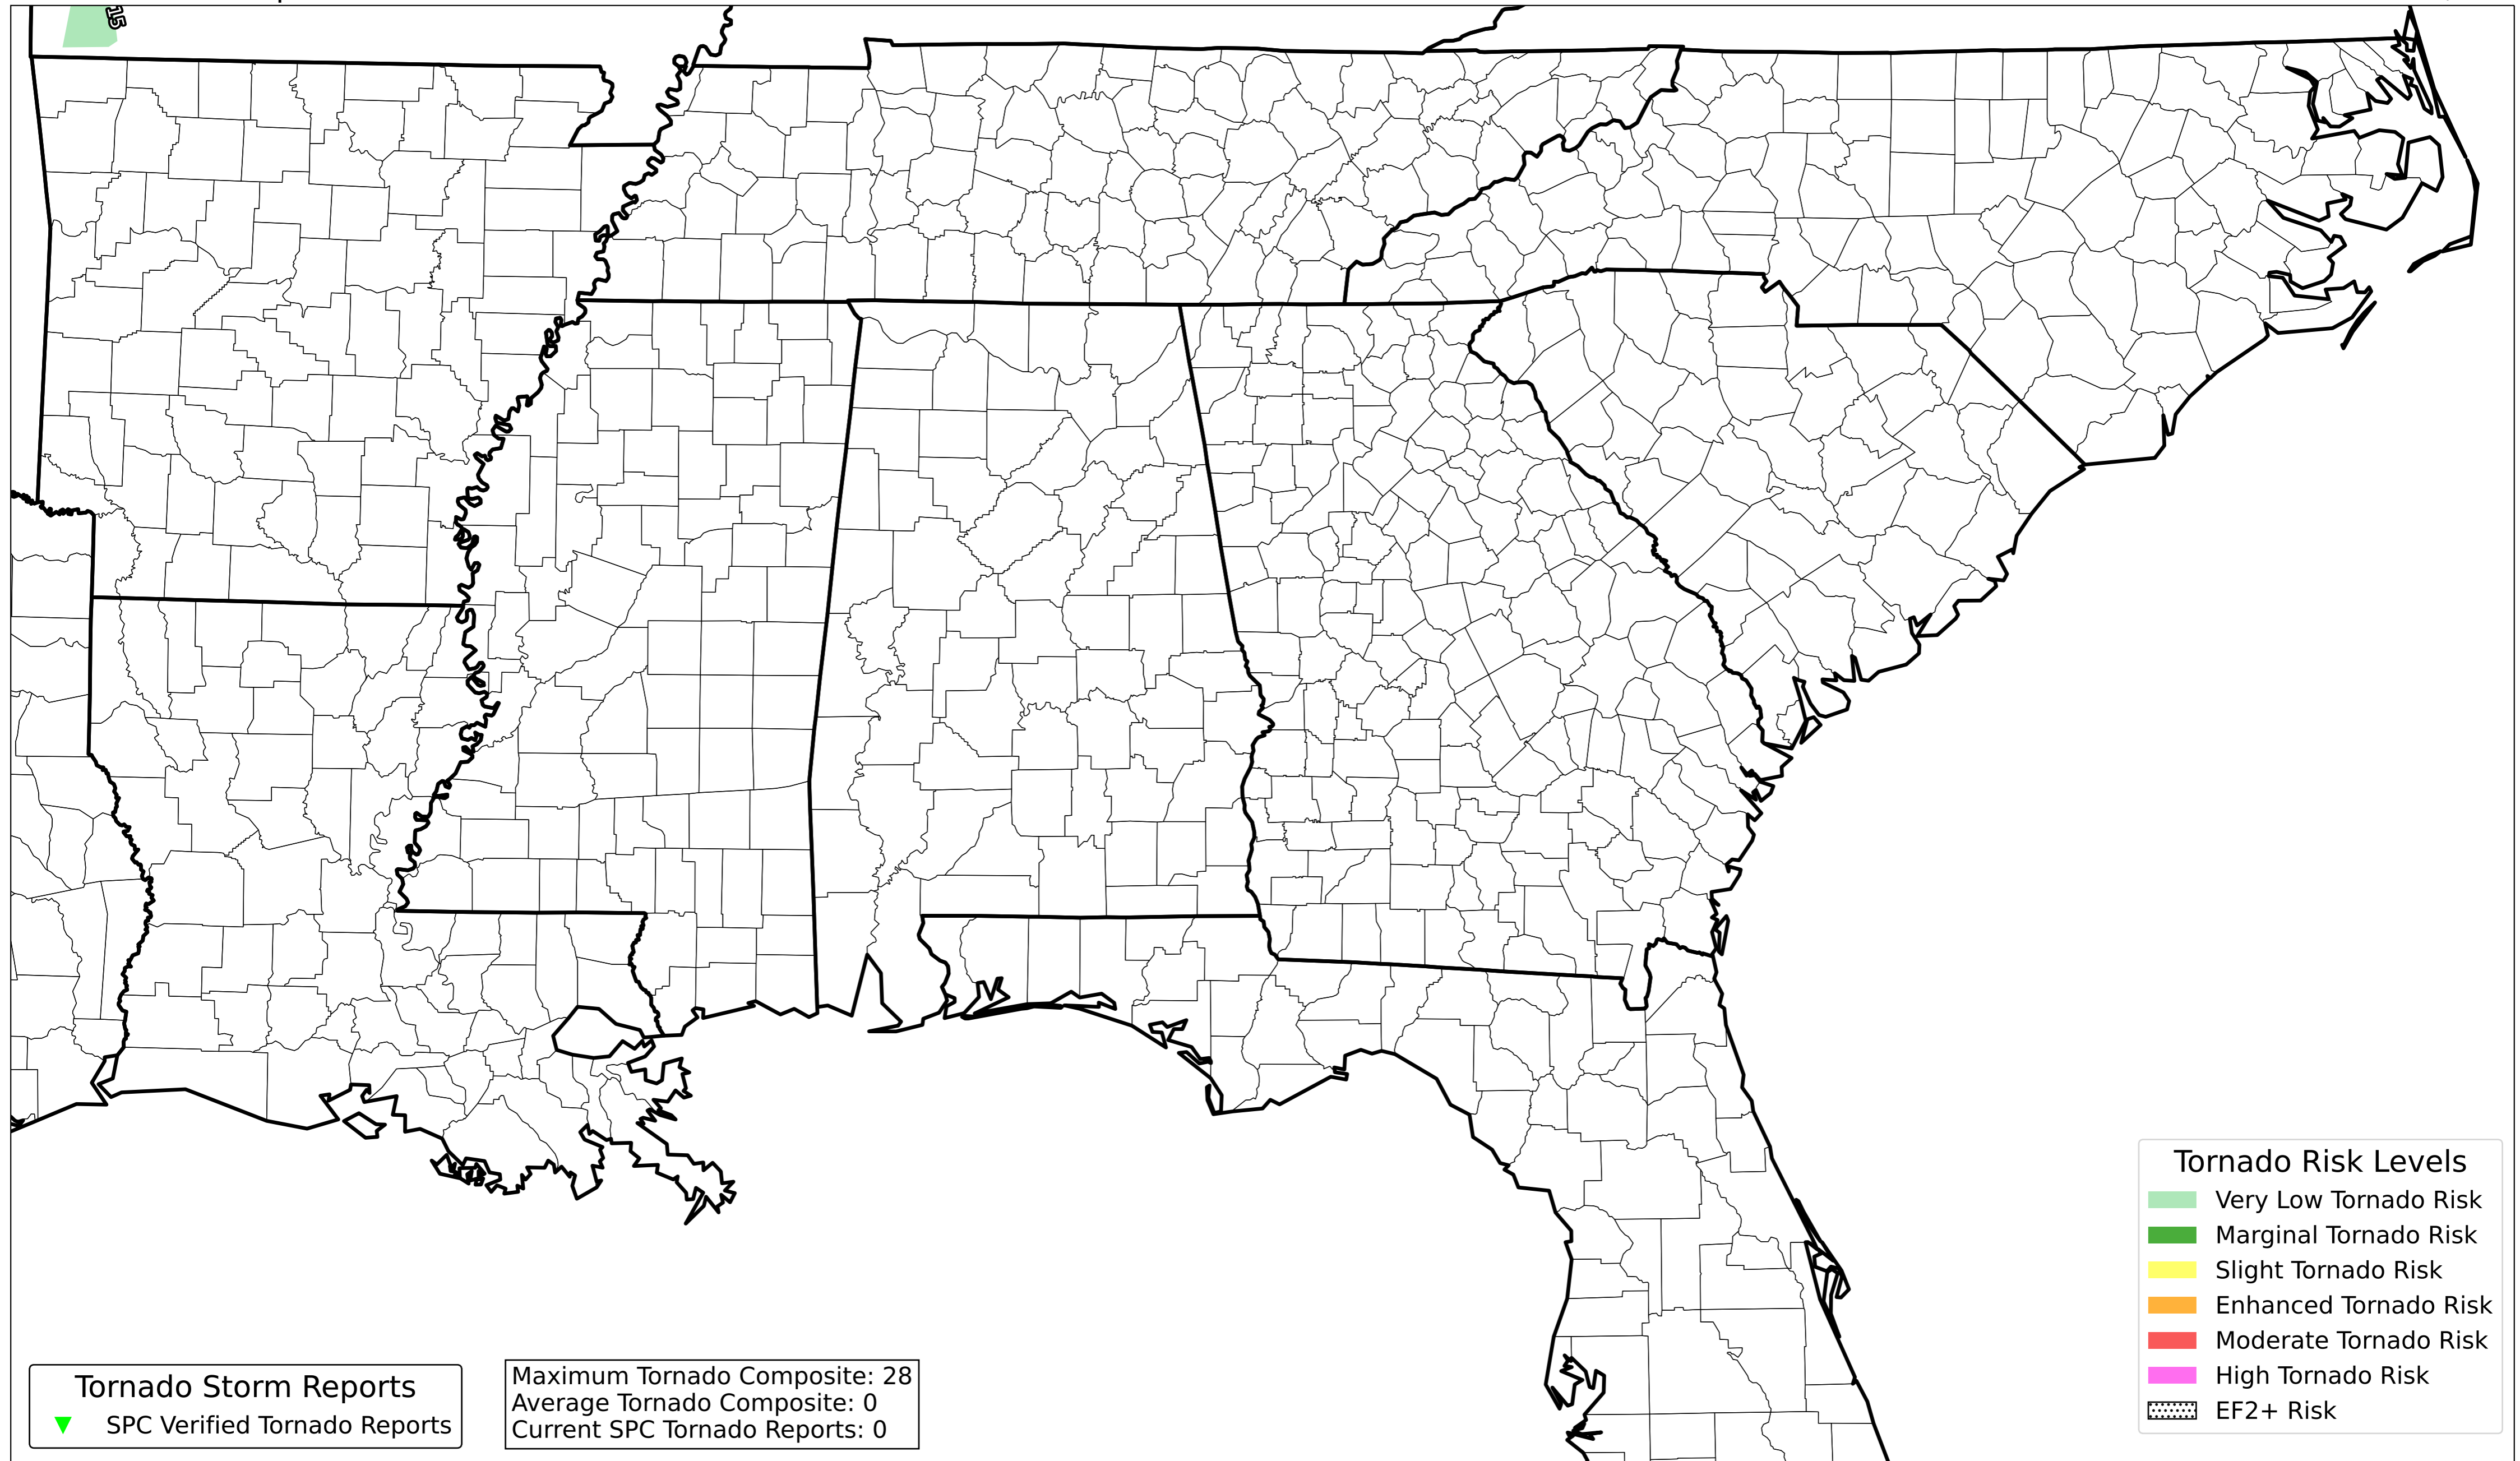 15
Tornado Risk Levels
Very Low Tornado Risk
Marginal Tornado Risk
Slight Tornado Risk
Enhanced Tornado Risk
Moderate Tornado Risk
High Tornado Risk
EF2+ Risk
Tornado Storm Reports
SPC Verified Tornado Reports
Maximum Tornado Composite: 28
Average Tornado Composite: 0
Current SPC Tornado Reports: 0